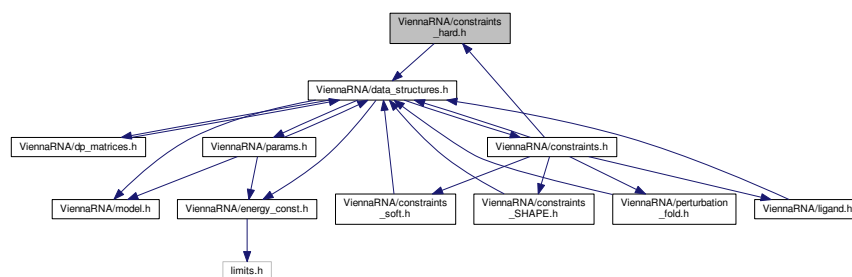 ViennaRNA/constraints
_hard.h
ViennaRNA/data_structures.h
ViennaRNA/dp_matrices.h
ViennaRNA/params.h
ViennaRNA/constraints.h
ViennaRNA/model.h
ViennaRNA/energy_const.h
ViennaRNA/constraints
_soft.h
ViennaRNA/constraints
_SHAPE.h
ViennaRNA/perturbation
_fold.h
ViennaRNA/ligand.h
limits.h